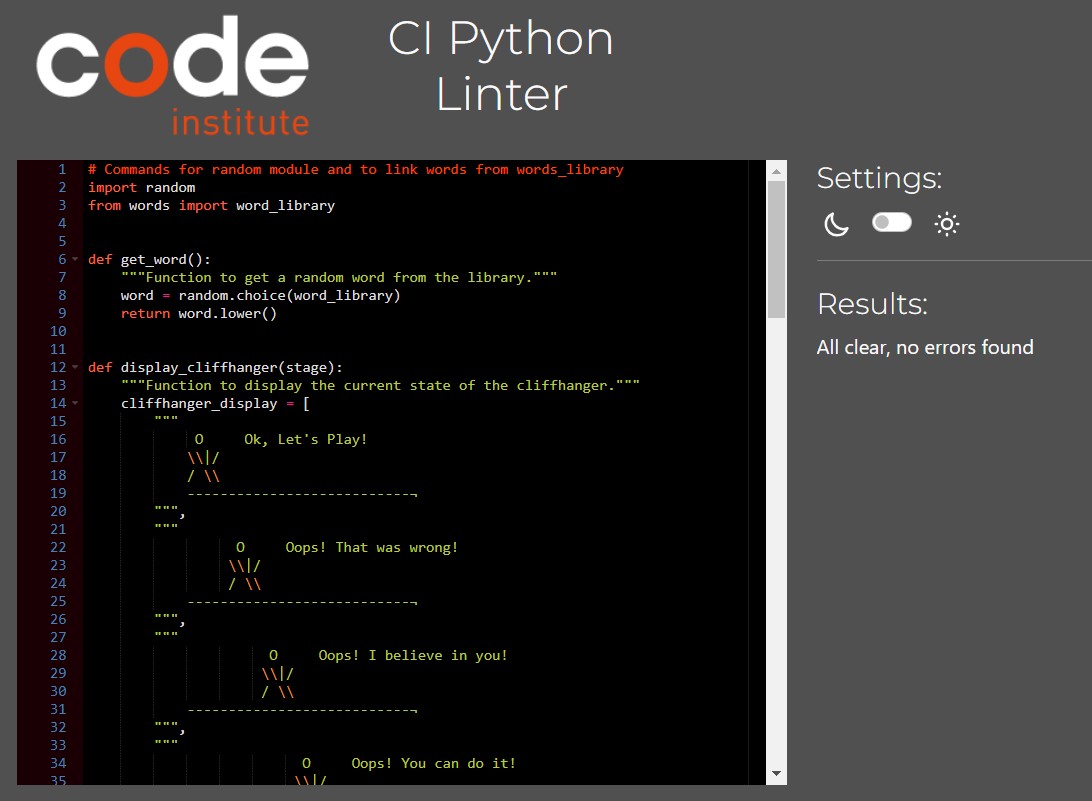 code
institute
CI Python
Linter
1 # Commands for random module and to link words from words_library
2 import random
3 from words import word_library
4
5
6 def get_word():
7     """Function to get a random word from the library."""
8     word = random.choice(word_library)
9     return word.lower()
10
11
12 def display_cliffhanger(stage):
13     """Function to display the current state of the cliffhanger."""
14     cliffhanger_display = [
15         """
16              O     Ok, Let's Play!
17             \\|/
18             / \\
19             ---------------------------¬
20         """,
21         """
22                   O     Oops! That was wrong!
23                  \\|/
24                  / \\
25             ---------------------------¬
26         """,
27         """
28                       O     Oops! I believe in you!
29                      \\|/
30                      / \\
31             ---------------------------¬
32         """,
33         """
34                           O     Oops! You can do it!
35                          \\|/
Settings:
Results:
All clear, no errors found